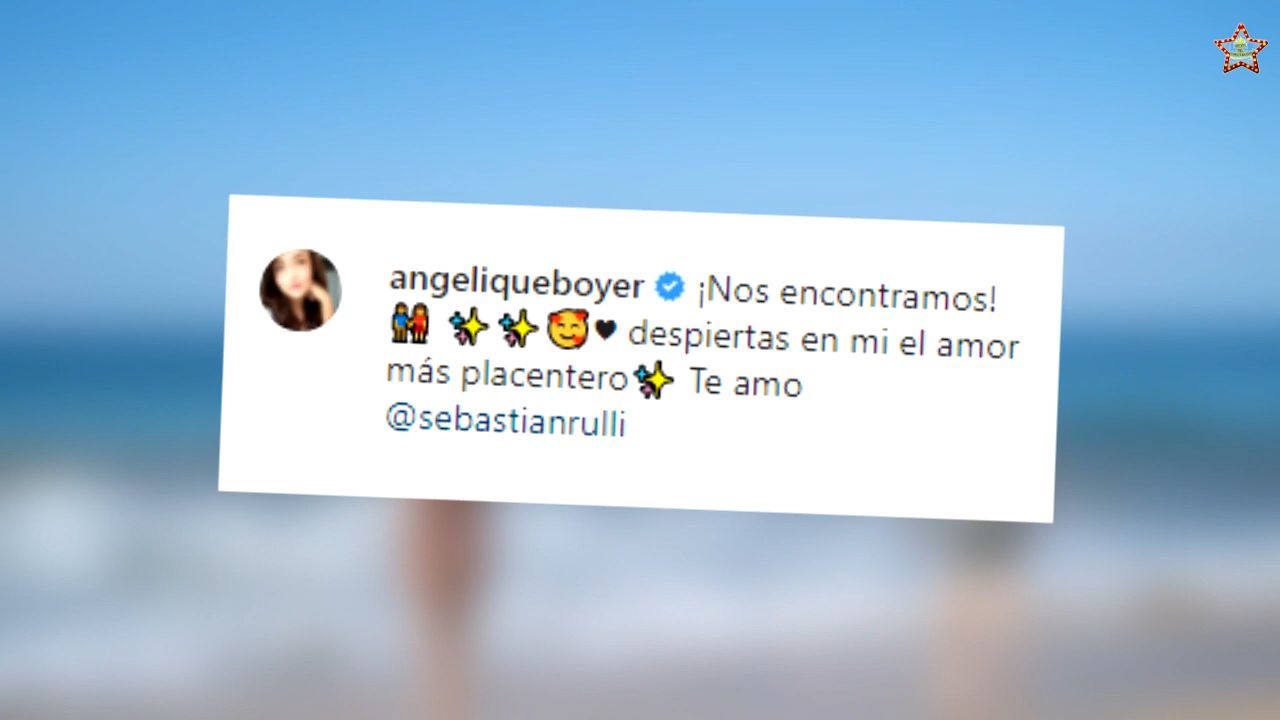 angeliqueboyer ¡Nos encontramos!
👫 ✨ ✨🥰🖤 despiertas en mi el amor
más placentero✨ Te amo
@sebastianrulli